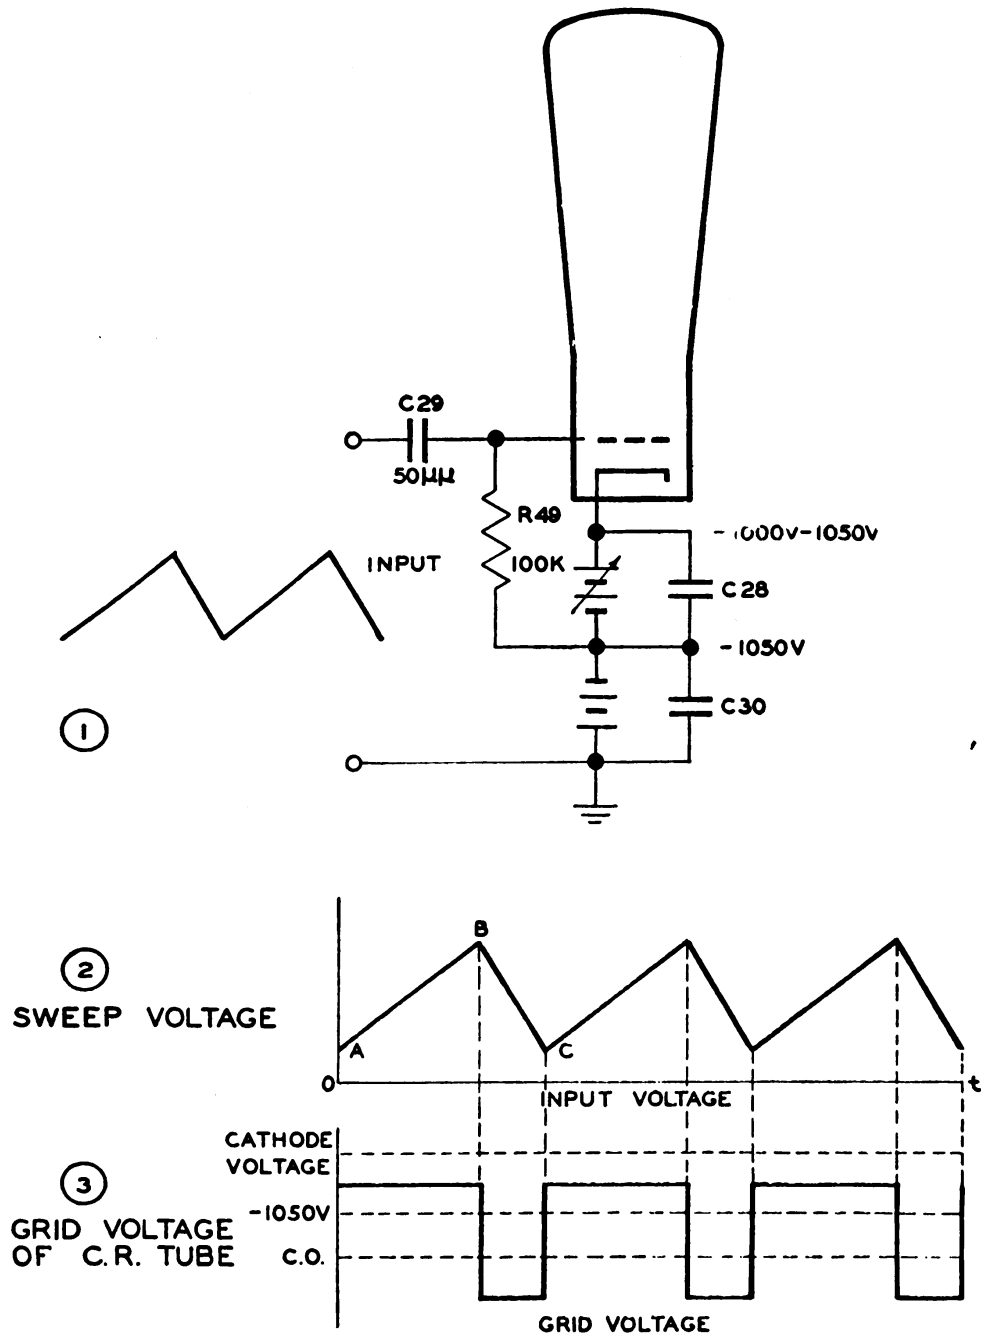 C29
50µµ
R49
100K
INPUT
-1000V-1050V
C28
-1050V
C30
1
2
SWEEP VOLTAGE
A
B
C
0
t
INPUT VOLTAGE
CATHODE
VOLTAGE
3
GRID VOLTAGE
OF C.R. TUBE
-1050V
C.O.
GRID VOLTAGE